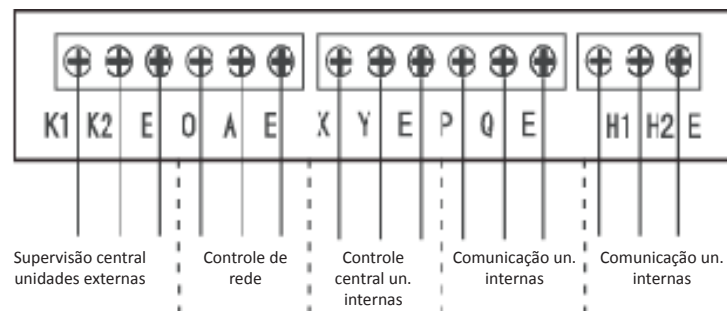 K1 K2 E O A E X Y E P Q E H1 H2 E
Supervisão central
unidades externas
Controle de
rede
Controle
central un.
internas
Comunicação un.
internas
Comunicação un.
internas